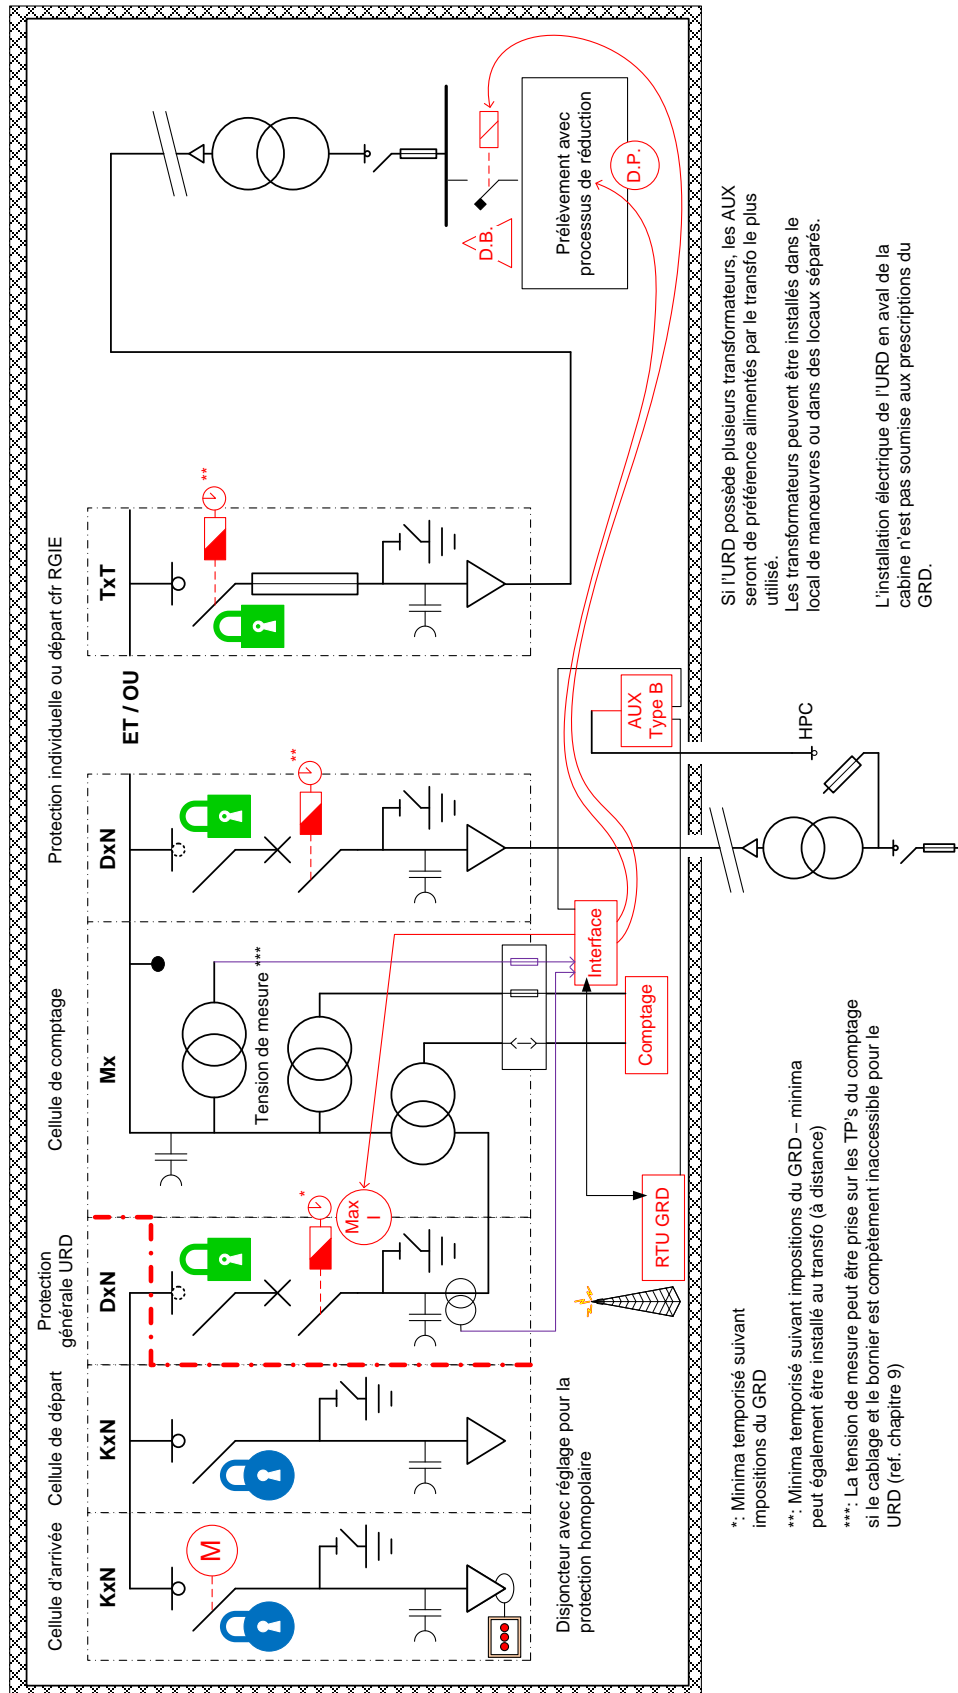 Cellule d'arrivée
Cellule de départ
Protection
générale URD
Cellule de comptage
Protection individuelle ou départ cfr RGIE
KxN
KxN
DxN
Mx
DxN
ET / OU
TxT
M
*
Max
I
Tension de mesure ***
**
**
D.B.
Prélèvement avec
processus de réduction
D.P.
Disjoncteur avec réglage pour la
protection homopolaire
RTU GRD
Comptage
Interface
AUX
Type B
HPC
*: Minima temporisé suivant
impositions du GRD
**: Minima temporisé suivant impositions du GRD – minima
peut également être installé au transfo (à distance)
***: La tension de mesure peut être prise sur les TP's du comptage
si le cablage et le bornier est compètement inaccessible pour le
URD (ref. chapitre 9)
Si l'URD possède plusieurs transformateurs, les AUX
seront de préférence alimentés par le transfo le plus
utilisé.
Les transformateurs peuvent être installés dans le
local de manœuvres ou dans des locaux séparés.
L'installation électrique de l'URD en aval de la
cabine n'est pas soumise aux prescriptions du
GRD.